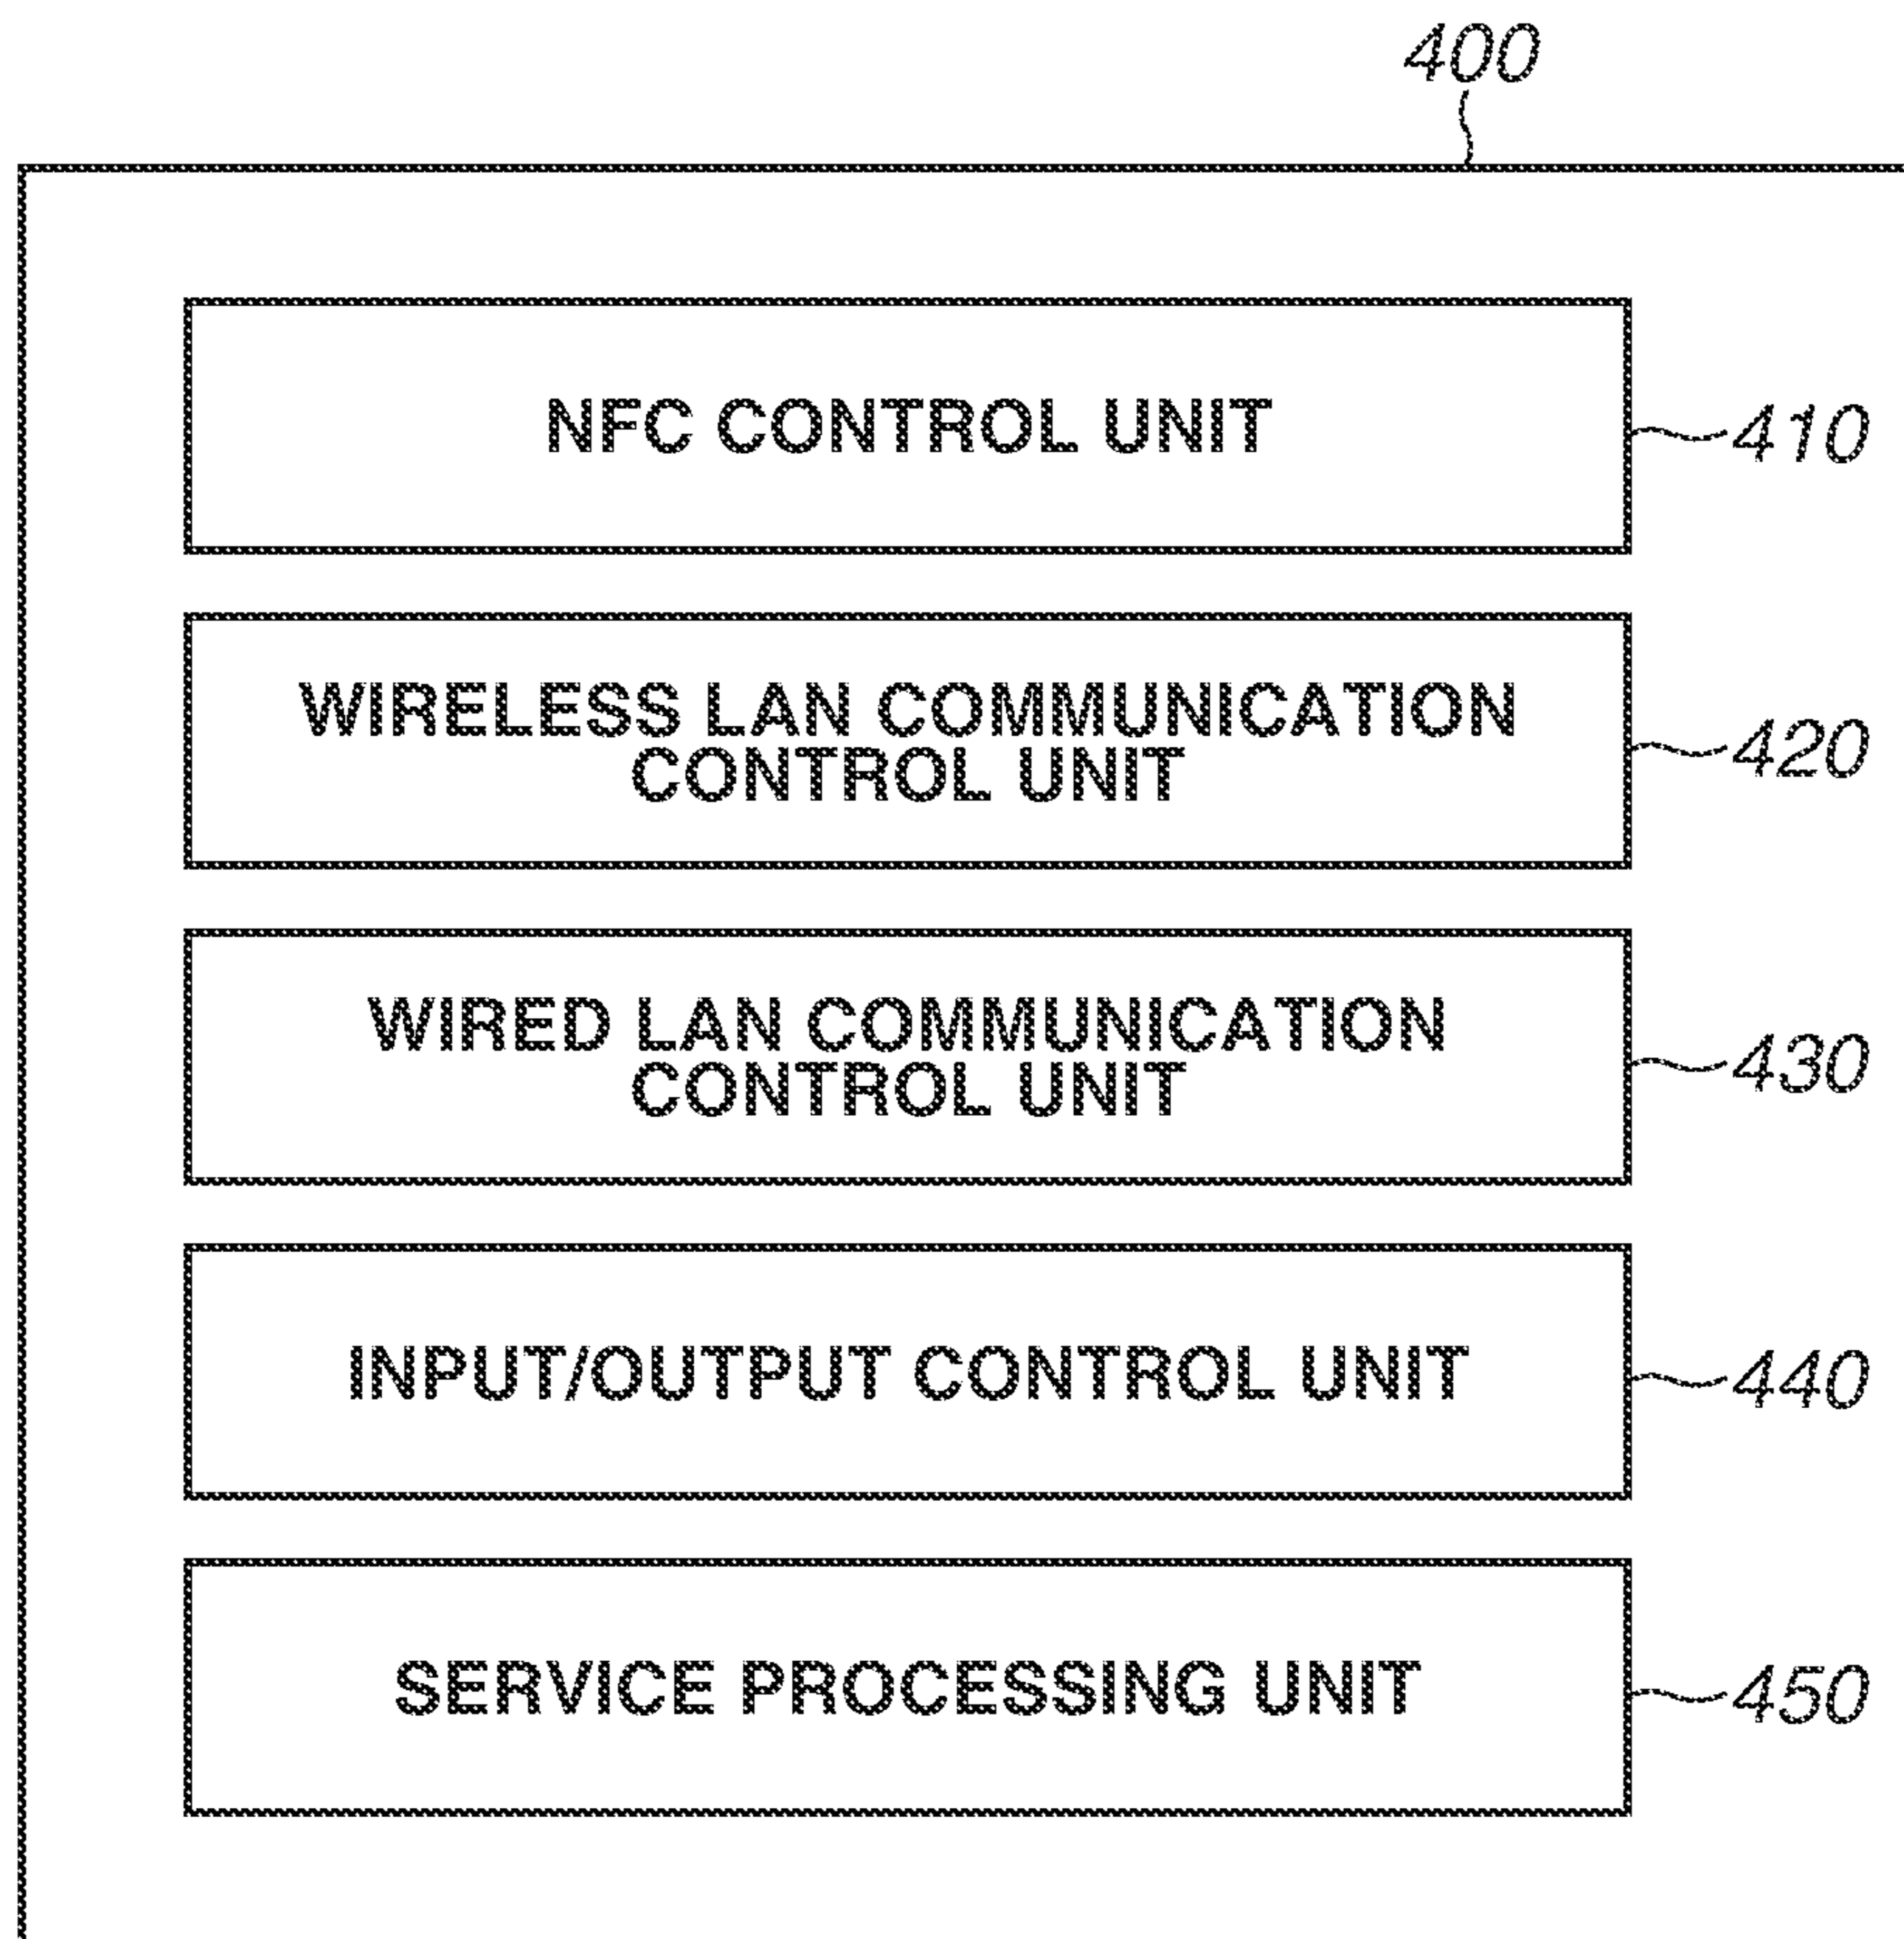 400
NFC CONTROL UNIT
410
WIRELESS LAN COMMUNICATION
CONTROL UNIT
420
WIRED LAN COMMUNICATION
CONTROL UNIT
430
INPUT/OUTPUT CONTROL UNIT
440
SERVICE PROCESSING UNIT
450